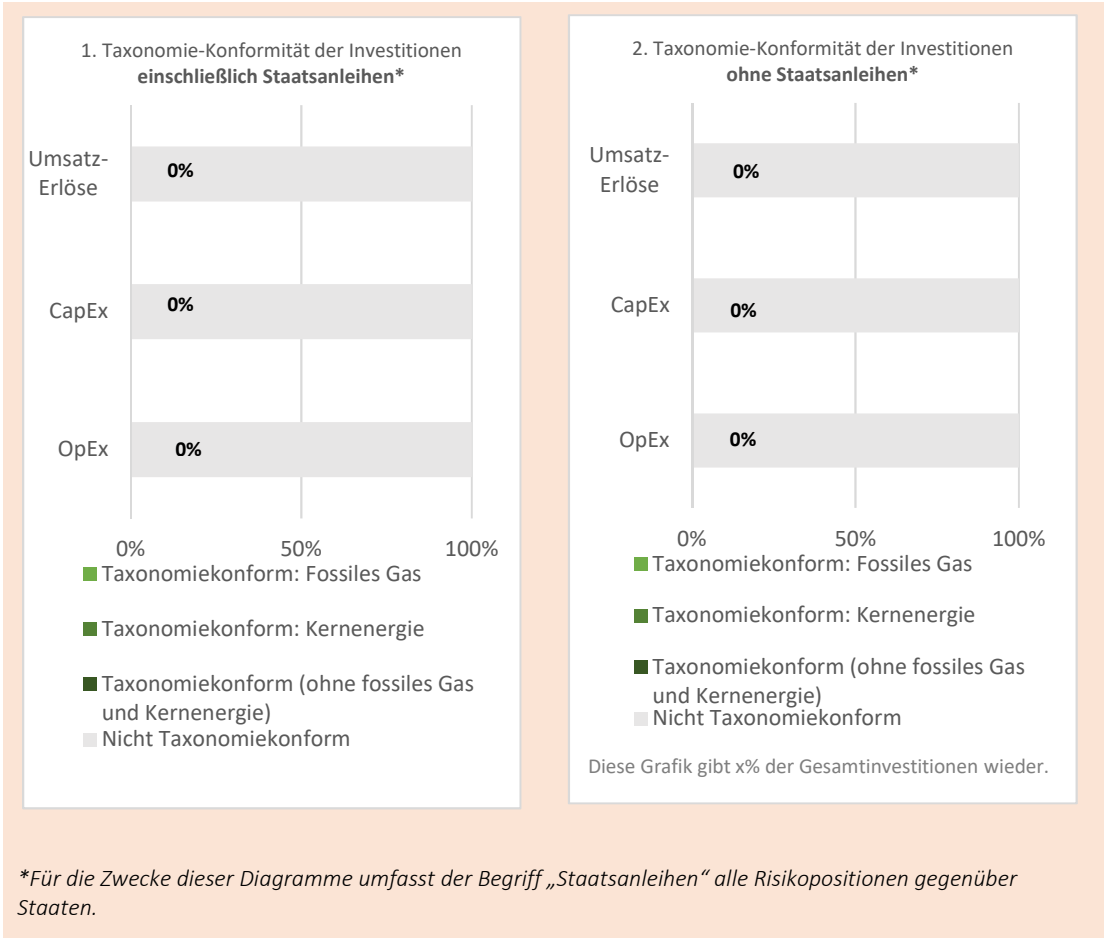 1. Taxonomie-Konformität der Investitionen
einschließlich Staatsanleihen*
Umsatz-
Erlöse
0%
CapEx
0%
OpEx
0%
0%
50%
100%
Taxonomiekonform: Fossiles Gas
Taxonomiekonform: Kernenergie
Taxonomiekonform (ohne fossiles Gas
und Kernenergie)
Nicht Taxonomiekonform
2. Taxonomie-Konformität der Investitionen
ohne Staatsanleihen*
Umsatz-
Erlöse
0%
CapEx
0%
OpEx
0%
0%
50%
100%
Taxonomiekonform: Fossiles Gas
Taxonomiekonform: Kernenergie
Taxonomiekonform (ohne fossiles Gas
und Kernenergie)
Nicht Taxonomiekonform
Diese Grafik gibt x% der Gesamtinvestitionen wieder.
*Für die Zwecke dieser Diagramme umfasst der Begriff „Staatsanleihen“ alle Risikopositionen gegenüber
Staaten.